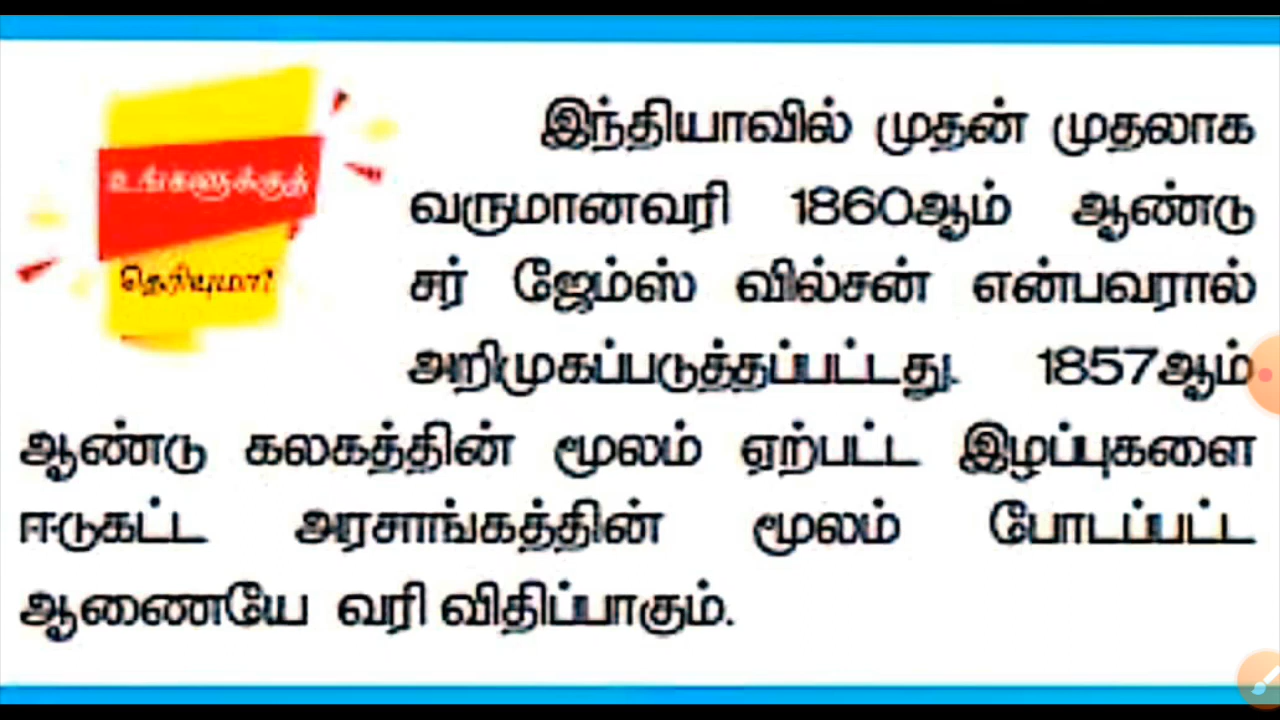 உங்களுக்குத்
தெரியுமா?
இந்தியாவில் முதன் முதலாக
வருமானவரி 1860ஆம் ஆண்டு
சர் ஜேம்ஸ் வில்சன் என்பவரால்
அறிமுகப்படுத்தப்பட்டது. 1857ஆம்
ஆண்டு கலகத்தின் மூலம் ஏற்பட்ட இழப்புகளை
ஈடுகட்ட அரசாங்கத்தின் மூலம் போடப்பட்ட
ஆணையே வரி விதிப்பாகும்.